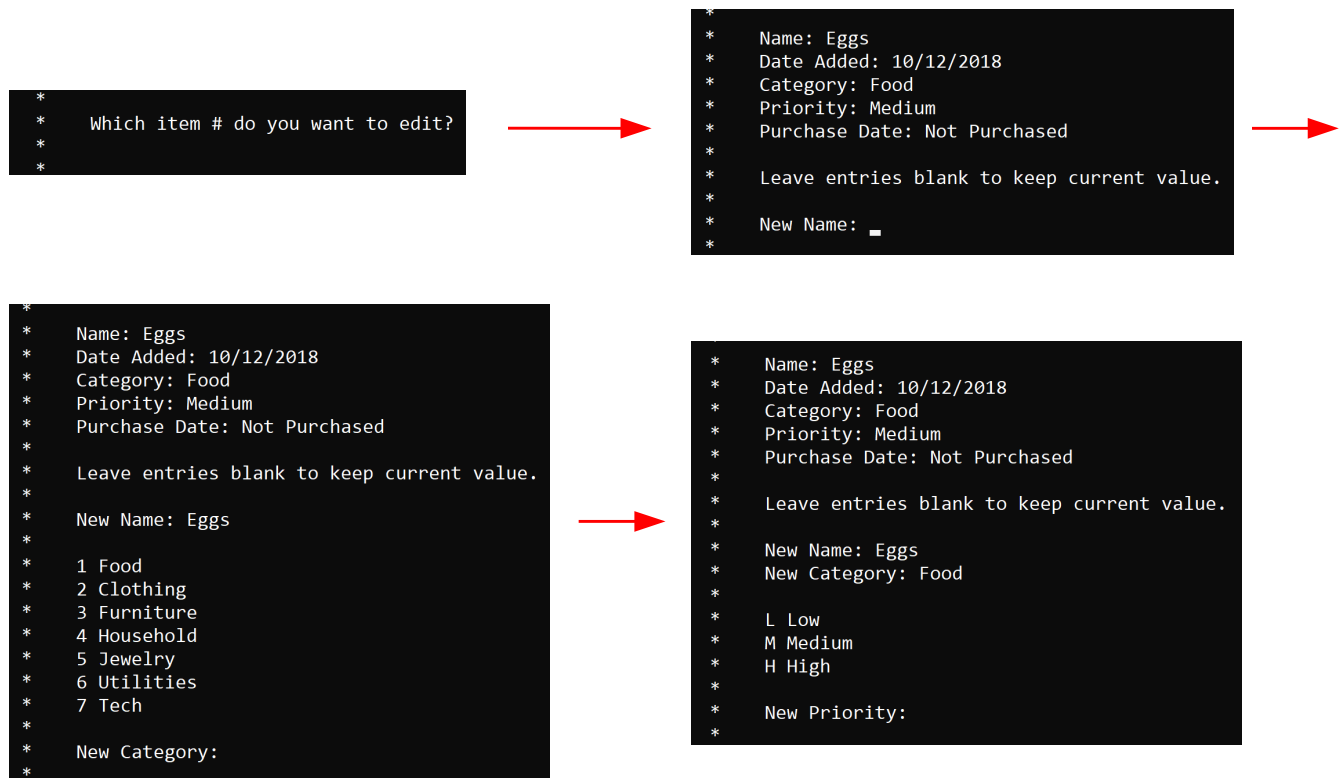 *
* Which item # do you want to edit?
*
*
*
* Name: Eggs
* Date Added: 10/12/2018
* Category: Food
* Priority: Medium
* Purchase Date: Not Purchased
*
* Leave entries blank to keep current value.
*
* New Name:
*
*
* Name: Eggs
* Date Added: 10/12/2018
* Category: Food
* Priority: Medium
* Purchase Date: Not Purchased
*
* Leave entries blank to keep current value.
*
* New Name: Eggs
*
* 1 Food
* 2 Clothing
* 3 Furniture
* 4 Household
* 5 Jewelry
* 6 Utilities
* 7 Tech
*
* New Category:
*
* Name: Eggs
* Date Added: 10/12/2018
* Category: Food
* Priority: Medium
* Purchase Date: Not Purchased
*
* Leave entries blank to keep current value.
*
* New Name: Eggs
* New Category: Food
*
* L Low
* M Medium
* H High
*
* New Priority:
*